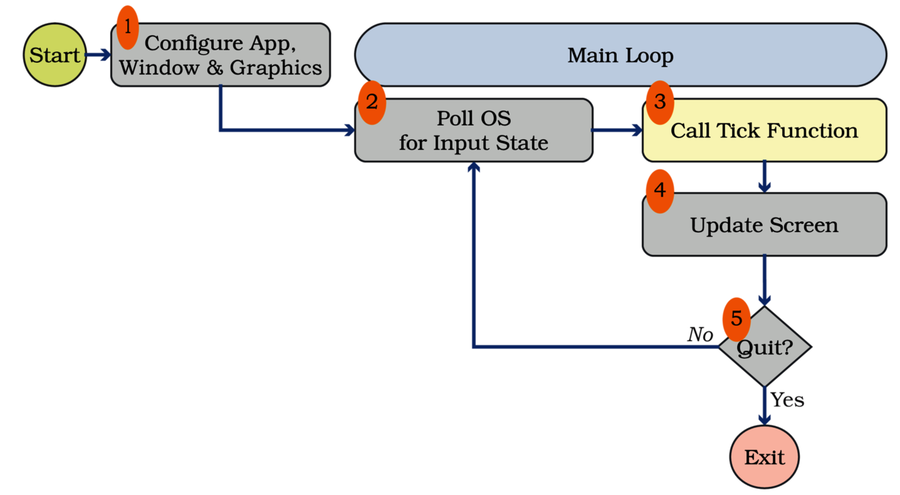 1
Start
Configure App,
Window & Graphics
Main Loop
2
Poll OS
for Input State
3
Call Tick Function
4
Update Screen
5
No
Quit?
Yes
Exit